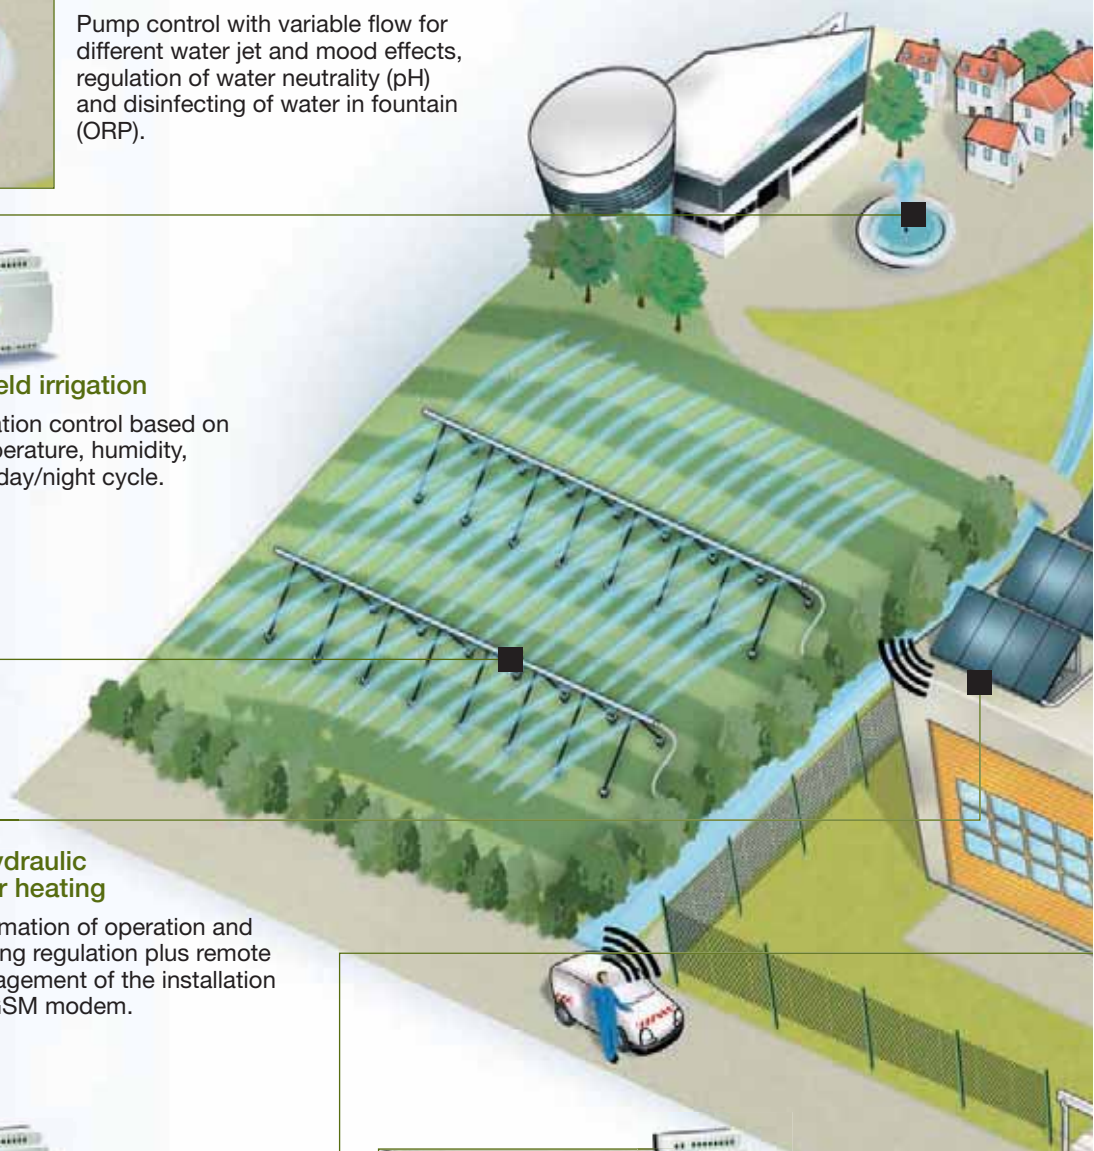 Pump control with variable flow for
different water jet and mood effects,
regulation of water neutrality (pH)
and disinfecting of water in fountain
(ORP).
eld irrigation
ation control based on
perature, humidity,
day/night cycle.
ydraulic
r heating
mation of operation and
ng regulation plus remote
agement of the installation
SM modem.